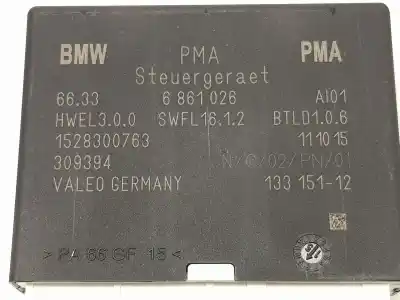 BMW PMA PMA
Steuergeraet
66.33 6 861 026 AI01
HWEL3.0.0 SWFL16.1.2 BTLD1.0.6
1528300763 111015
309394
VALEO GERMANY 133 151-12
> PA 66 GF 15 <